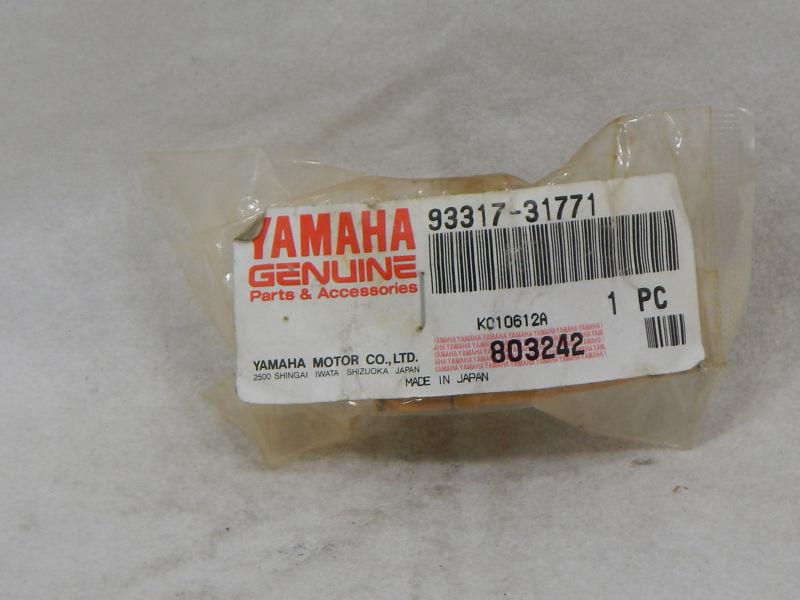 YAMAHA
GENUINE
Parts & Accessories
93317-31771
1 PC
KC10612A
803242
YAMAHA MOTOR CO.,LTD.
2500 SHINGAI IWATA SHIZUOKA JAPAN
MADE IN JAPAN